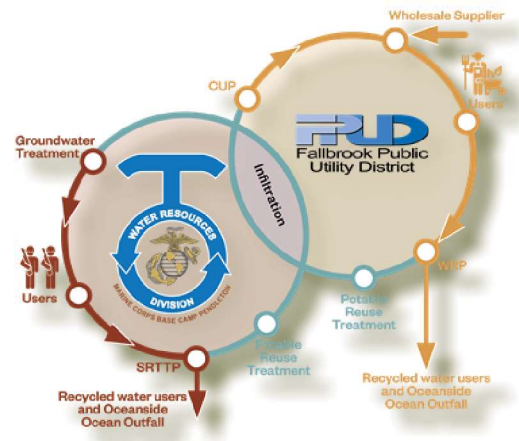 Wholesale Supplier
CUP
Users
FPUD
Fallbrook Public
Utility District
Groundwater
Treatment
Infiltration
WATER RESOURCES
DIVISION
MARINE CORPS BASE CAMP PENDLETON
Users
WRP
Potable
Reuse
Treatment
Potable
Reuse
Treatment
SRTTP
Recycled water users
and Oceanside
Ocean Outfall
Recycled water users
and Oceanside
Ocean Outfall